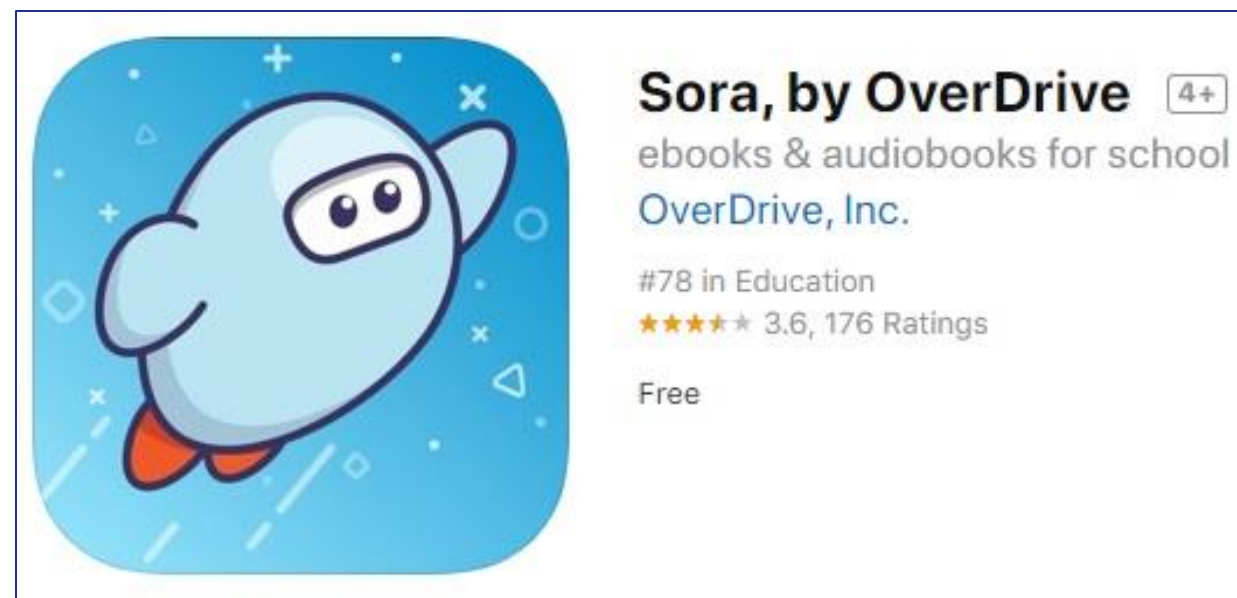 Sora, by OverDrive 4+
ebooks & audiobooks for school
OverDrive, Inc.
#78 in Education
3.6, 176 Ratings
Free